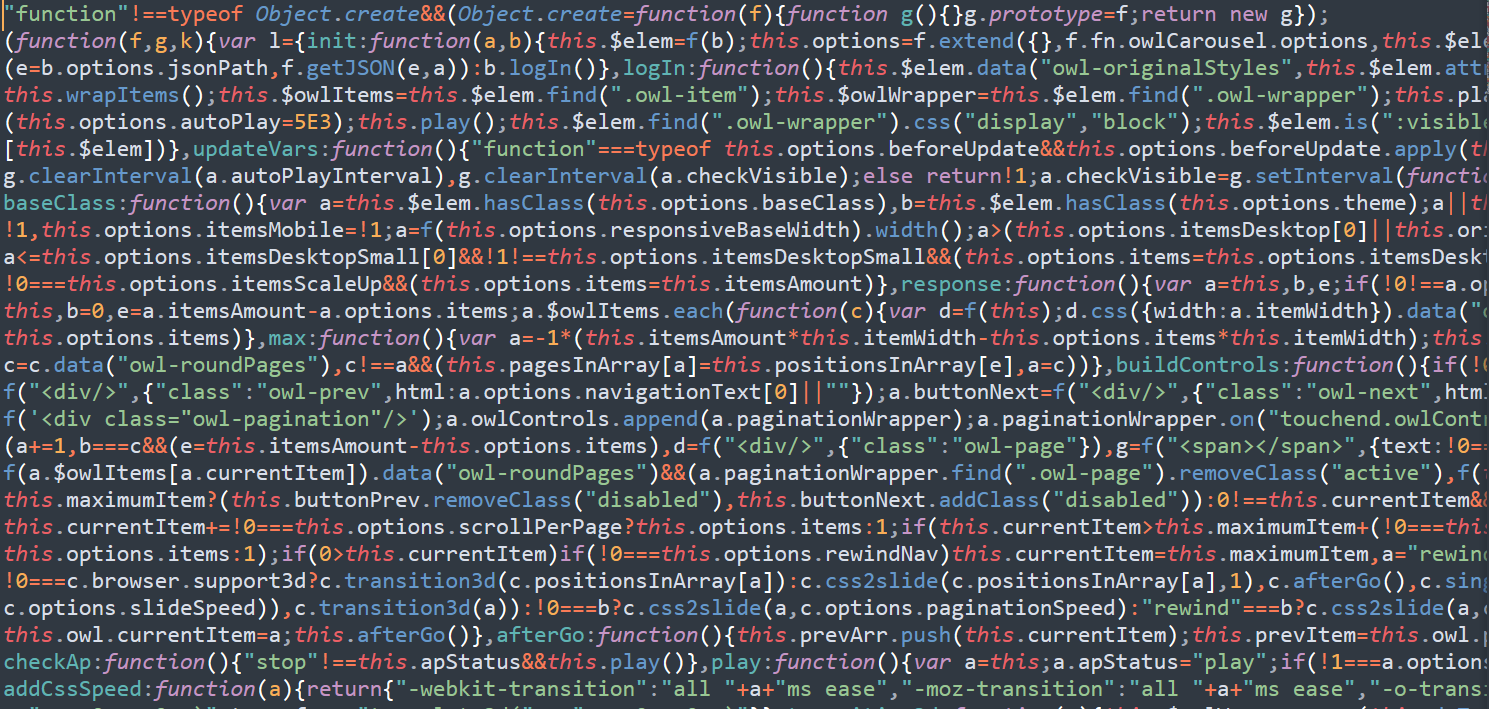 "function"!==typeof Object.create&&(Object.create=function(f){function g(){}g.prototype=f;return new g});
(function(f,g,k){var l={init:function(a,b){this.$elem=f(b);this.options=f.extend({},f.fn.owlCarousel.options,this.$el
(e=b.options.jsonPath,f.getJSON(e,a)):b.logIn()},logIn:function(){this.$elem.data("owl-originalStyles",this.$elem.att
this.wrapItems();this.$owlItems=this.$elem.find(".owl-item");this.$owlWrapper=this.$elem.find(".owl-wrapper");this.pl
(this.options.autoPlay=5E3);this.play();this.$elem.find(".owl-wrapper").css("display","block");this.$elem.is(":visibl
[this.$elem])},updateVars:function(){"function"===typeof this.options.beforeUpdate&&this.options.beforeUpdate.apply(th
g.clearInterval(a.autoPlayInterval),g.clearInterval(a.checkVisible);else return!1;a.checkVisible=g.setInterval(functi
baseClass:function(){var a=this.$elem.hasClass(this.options.baseClass),b=this.$elem.hasClass(this.options.theme);a||th
!1,this.options.itemsMobile=!1;a=f(this.options.responsiveBaseWidth).width();a>(this.options.itemsDesktop[0]||this.ori
a<=this.options.itemsDesktopSmall[0]&&!1!==this.options.itemsDesktopSmall&&(this.options.items=this.options.itemsDeskt
!0===this.options.itemsScaleUp&&(this.options.items=this.itemsAmount)},response:function(){var a=this,b,e;if(!0!==a.op
this,b=0,e=a.itemsAmount-a.options.items;a.$owlItems.each(function(c){var d=f(this);d.css({width:a.itemWidth}).data("
this.options.items)},max:function(){var a=-1*(this.itemsAmount*this.itemWidth-this.options.items*this.itemWidth);this
c=c.data("owl-roundPages"),c!==a&&(this.pagesInArray[a]=this.positionsInArray[e],a=c))},buildControls:function(){if(!0
f("<div/>",{"class":"owl-prev",html:a.options.navigationText[0]||""});a.buttonNext=f("<div/>",{"class":"owl-next",htm
f('<div class="owl-pagination"/>');a.owlControls.append(a.paginationWrapper);a.paginationWrapper.on("touchend.owlCont
(a+=1,b===c&&(e=this.itemsAmount-this.options.items),d=f("<div/>",{"class":"owl-page"}),g=f("<span></span>",{text:!0==
f(a.$owlItems[a.currentItem]).data("owl-roundPages")&&(a.paginationWrapper.find(".owl-page").removeClass("active"),f(
this.maximumItem?(this.buttonPrev.removeClass("disabled"),this.buttonNext.addClass("disabled")):0!==this.currentItem&&
this.currentItem+=!0===this.options.scrollPerPage?this.options.items:1;if(this.currentItem>this.maximumItem+(!0===this
this.options.items:1);if(0>this.currentItem)if(!0===this.options.rewindNav)this.currentItem=this.maximumItem,a="rewind
!0===c.browser.support3d?c.transition3d(c.positionsInArray[a]):c.css2slide(c.positionsInArray[a],1),c.afterGo(),c.sing
c.options.slideSpeed)),c.transition3d(a)):!0===b?c.css2slide(a,c.options.paginationSpeed):"rewind"===b?c.css2slide(a,
this.owl.currentItem=a;this.afterGo()},afterGo:function(){this.prevArr.push(this.currentItem);this.prevItem=this.owl.
checkAp:function(){"stop"!==this.apStatus&&this.play()},play:function(){var a=this;a.apStatus="play";if(!1===a.options
addCssSpeed:function(a){return{"-webkit-transition":"all "+a+"ms ease","-moz-transition":"all "+a+"ms ease","-o-trans